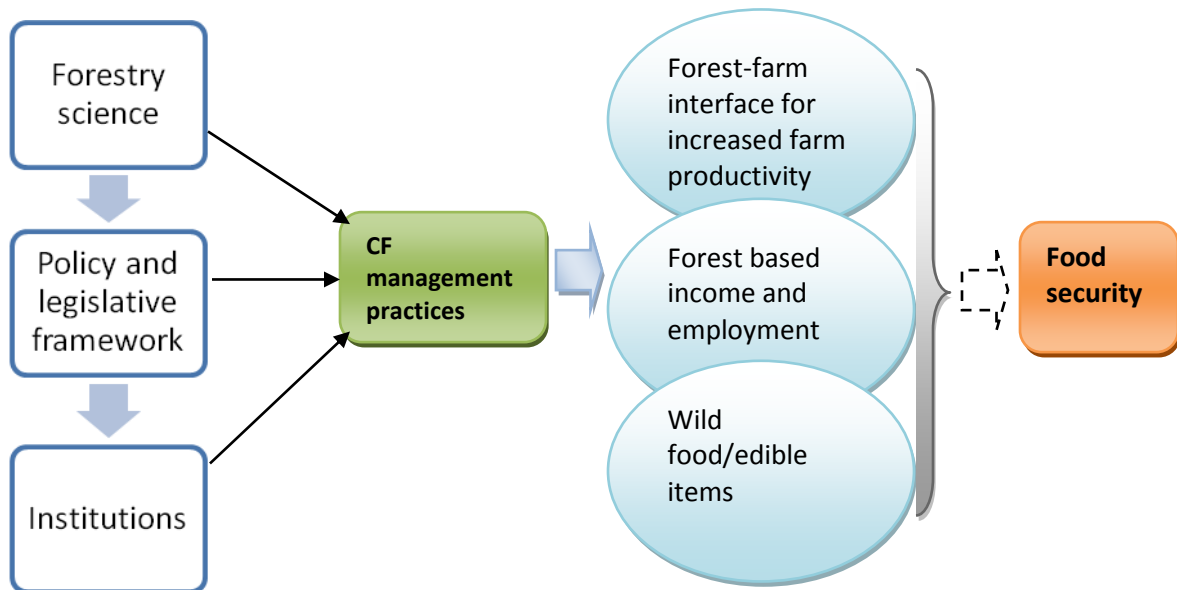 Forestry
science
Policy and
legislative
framework
Institutions
CF
management
practices
Forest-farm
interface for
increased farm
productivity
Forest based
income and
employment
Wild
food/edible
items
Food
security